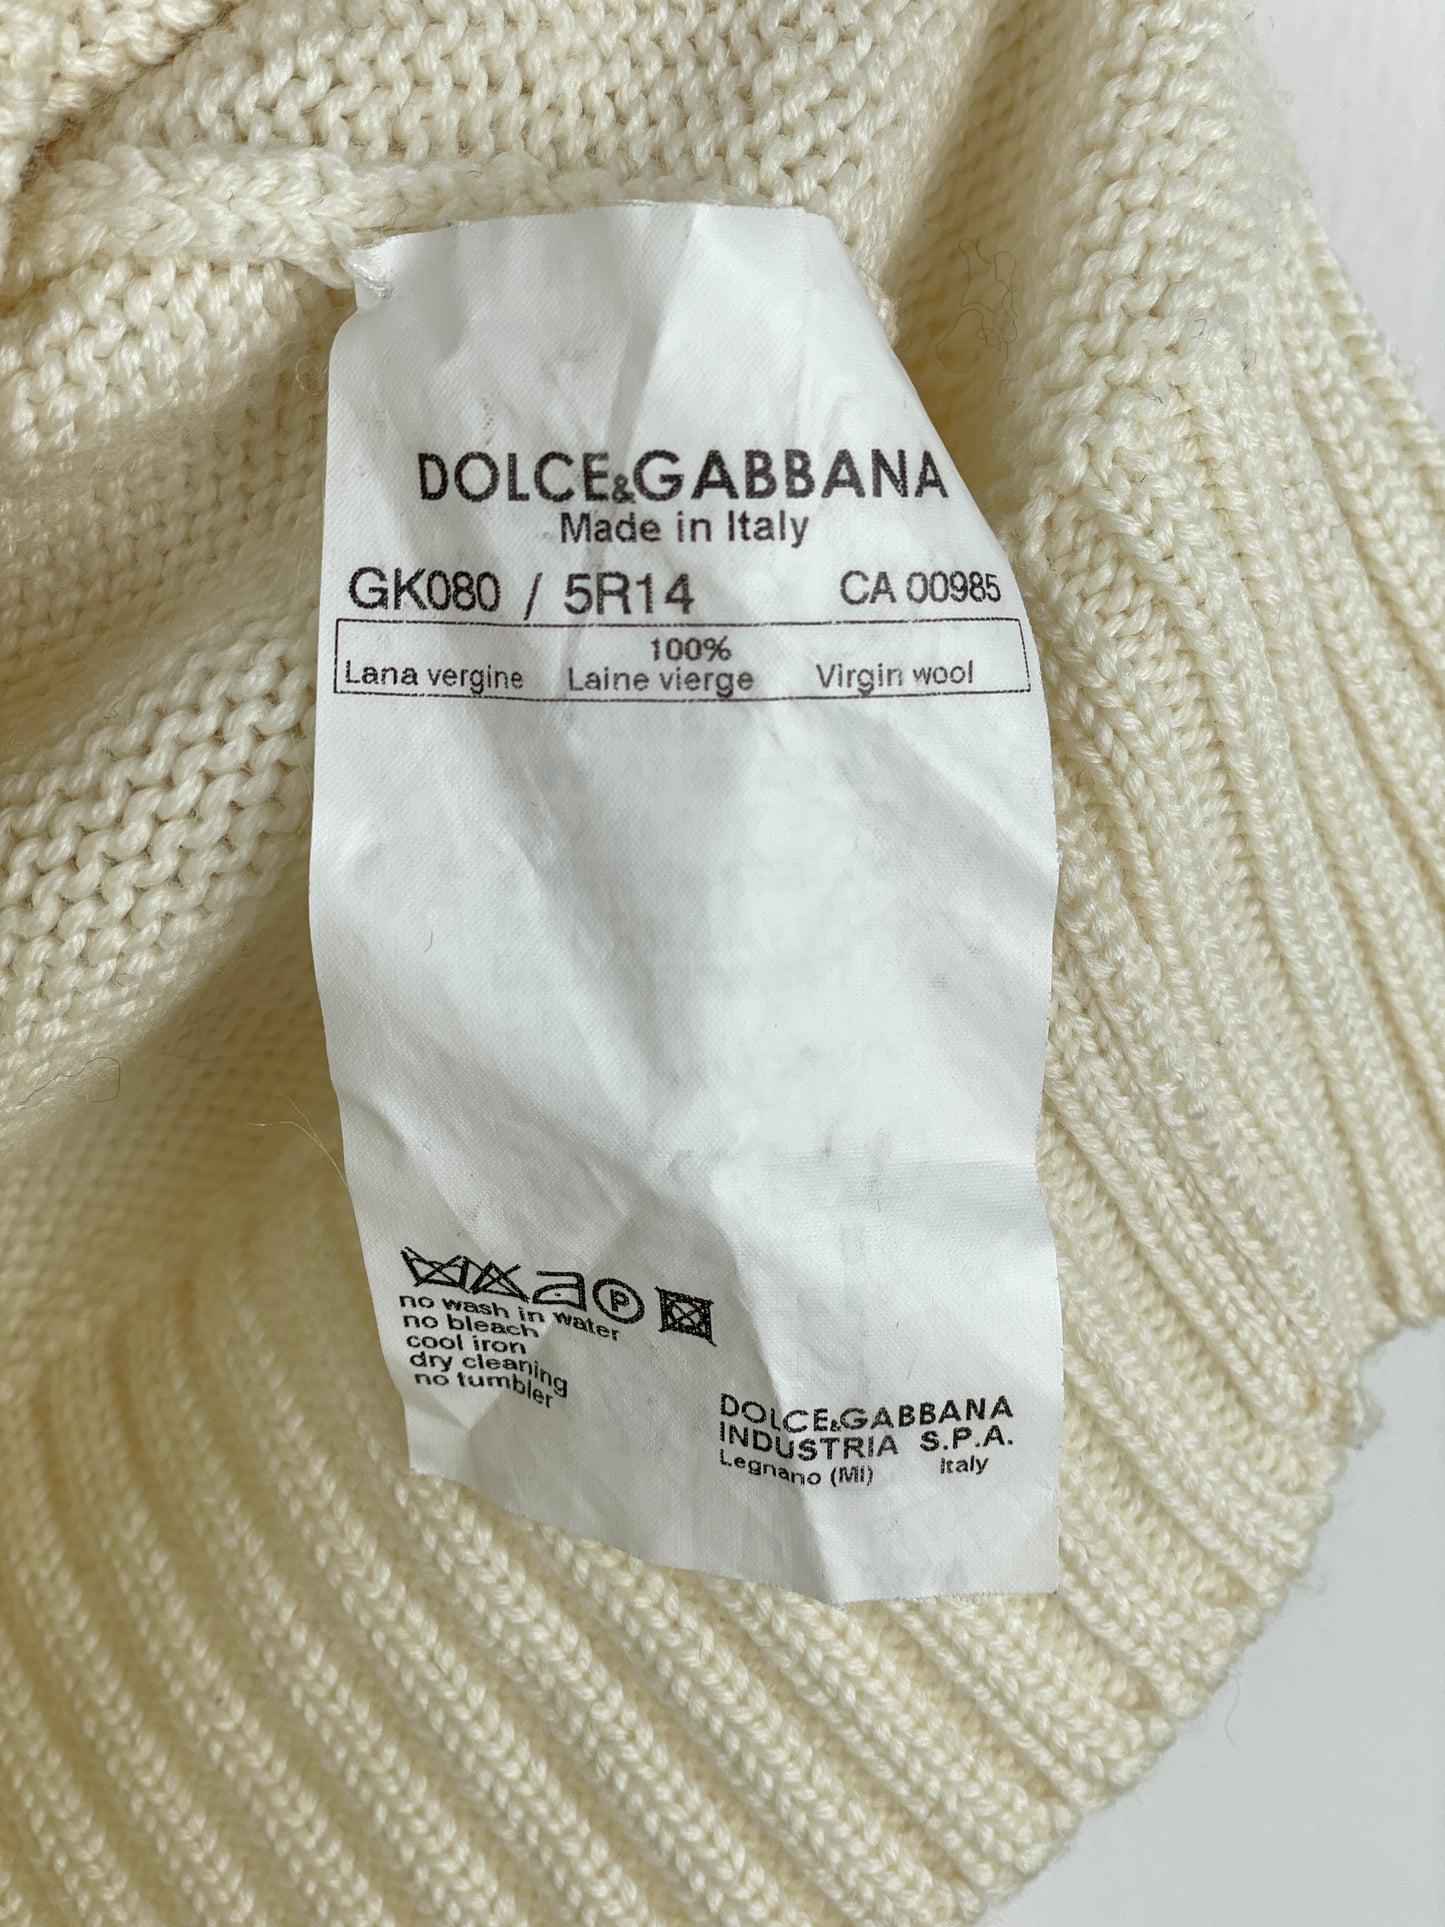 DOLCE&GABBANA
Made in Italy
GK080 / 5R14 CA 00985
100%
Lana vergine Laine vierge Virgin wool
P
no wash in water
no bleach
cool iron
dry cleaning
no tumbler
DOLCE&GABBANA
INDUSTRIA S.P.A.
Legnano (MI) Italy